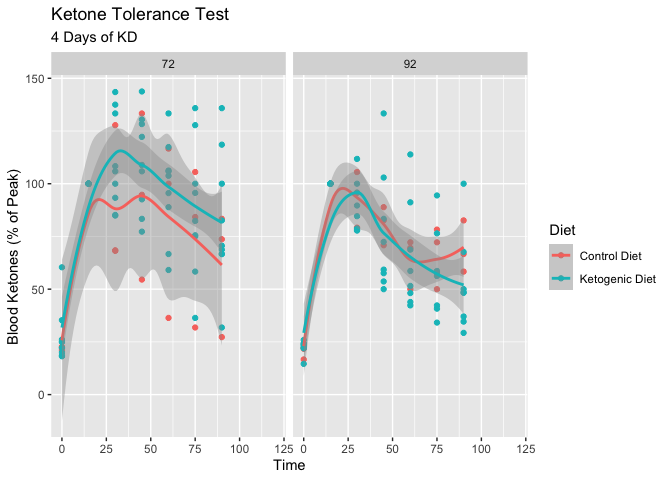 Ketone Tolerance Test
4 Days of KD
72
92
Blood Ketones (% of Peak)
150
100
50
0
0 25 50 75 100 125
0 25 50 75 100 125
Time
Diet
Control Diet
Ketogenic Diet